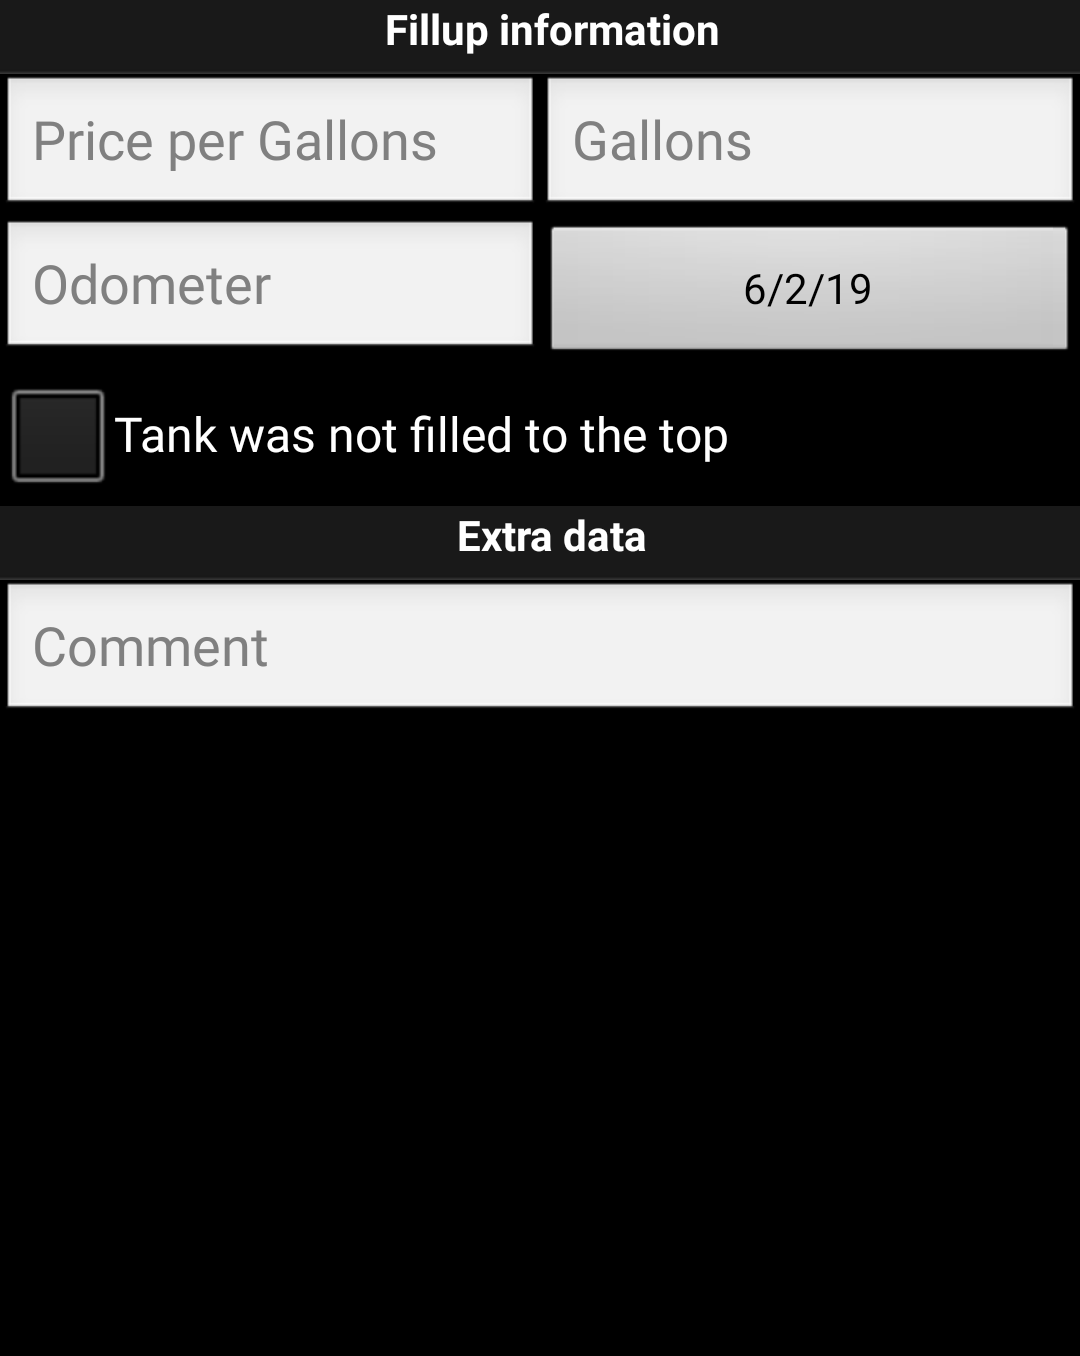 Fillup information
Price per Gallons
Gallons
Odometer
6/2/19
Tank was not filled to the top
Extra data
Comment